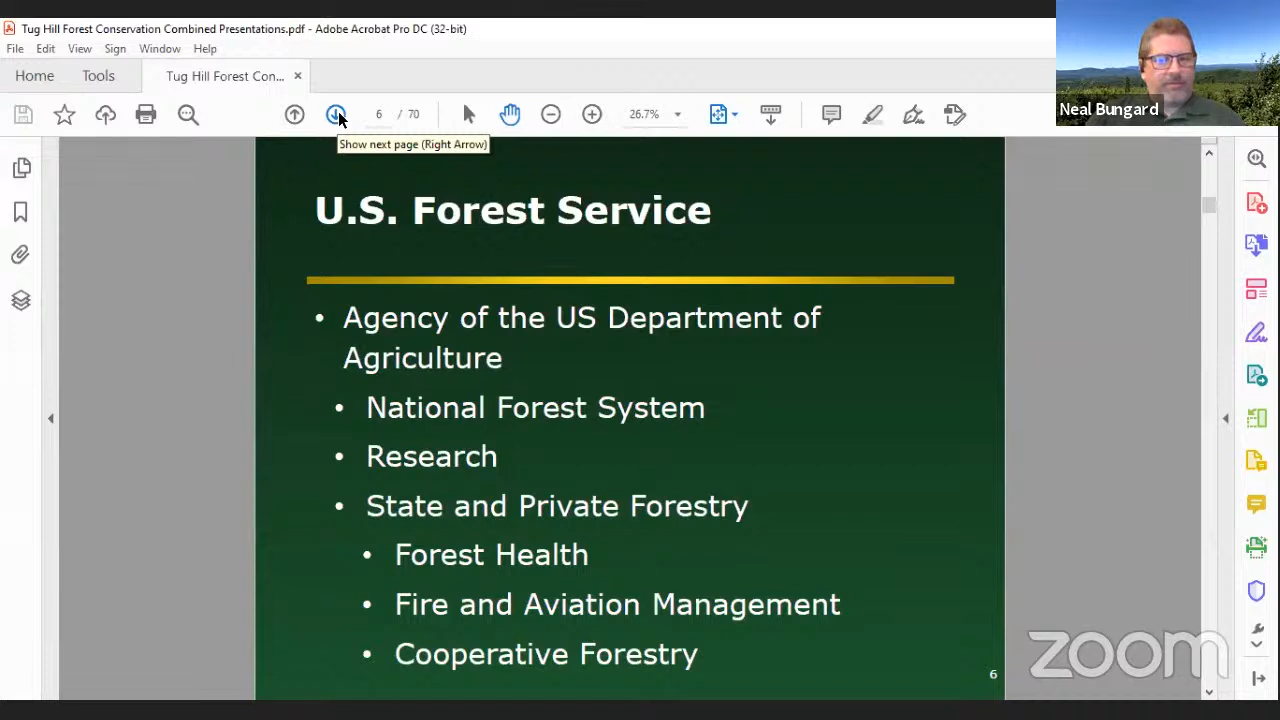 Tug Hill Forest Conservation Combined Presentations.pdf - Adobe Acrobat Pro DC (32-bit)
File Edit View Sign Window Help
Home Tools Tug Hill Forest Con... ×
6 / 70 26.7%
Show next page (Right Arrow)
Neal Bungard
U.S. Forest Service
• Agency of the US Department of
Agriculture
• National Forest System
• Research
• State and Private Forestry
• Forest Health
• Fire and Aviation Management
• Cooperative Forestry
6
zoom